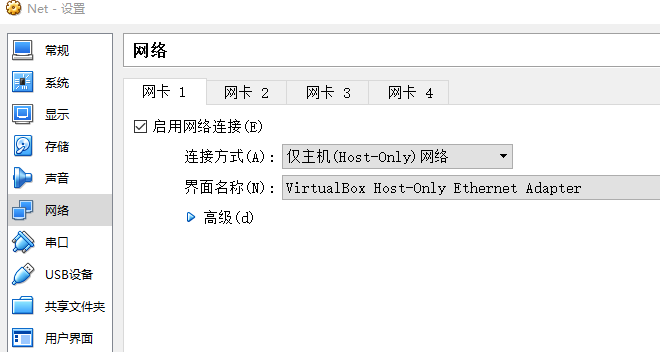 Net - 设置
常规
系统
显示
存储
声音
网络
串口
USB设备
共享文件夹
用户界面
网络
网卡 1 网卡 2 网卡 3 网卡 4
启用网络连接(E)
连接方式(A): 仅主机(Host-Only)网络
界面名称(N): VirtualBox Host-Only Ethernet Adapter
高级(d)